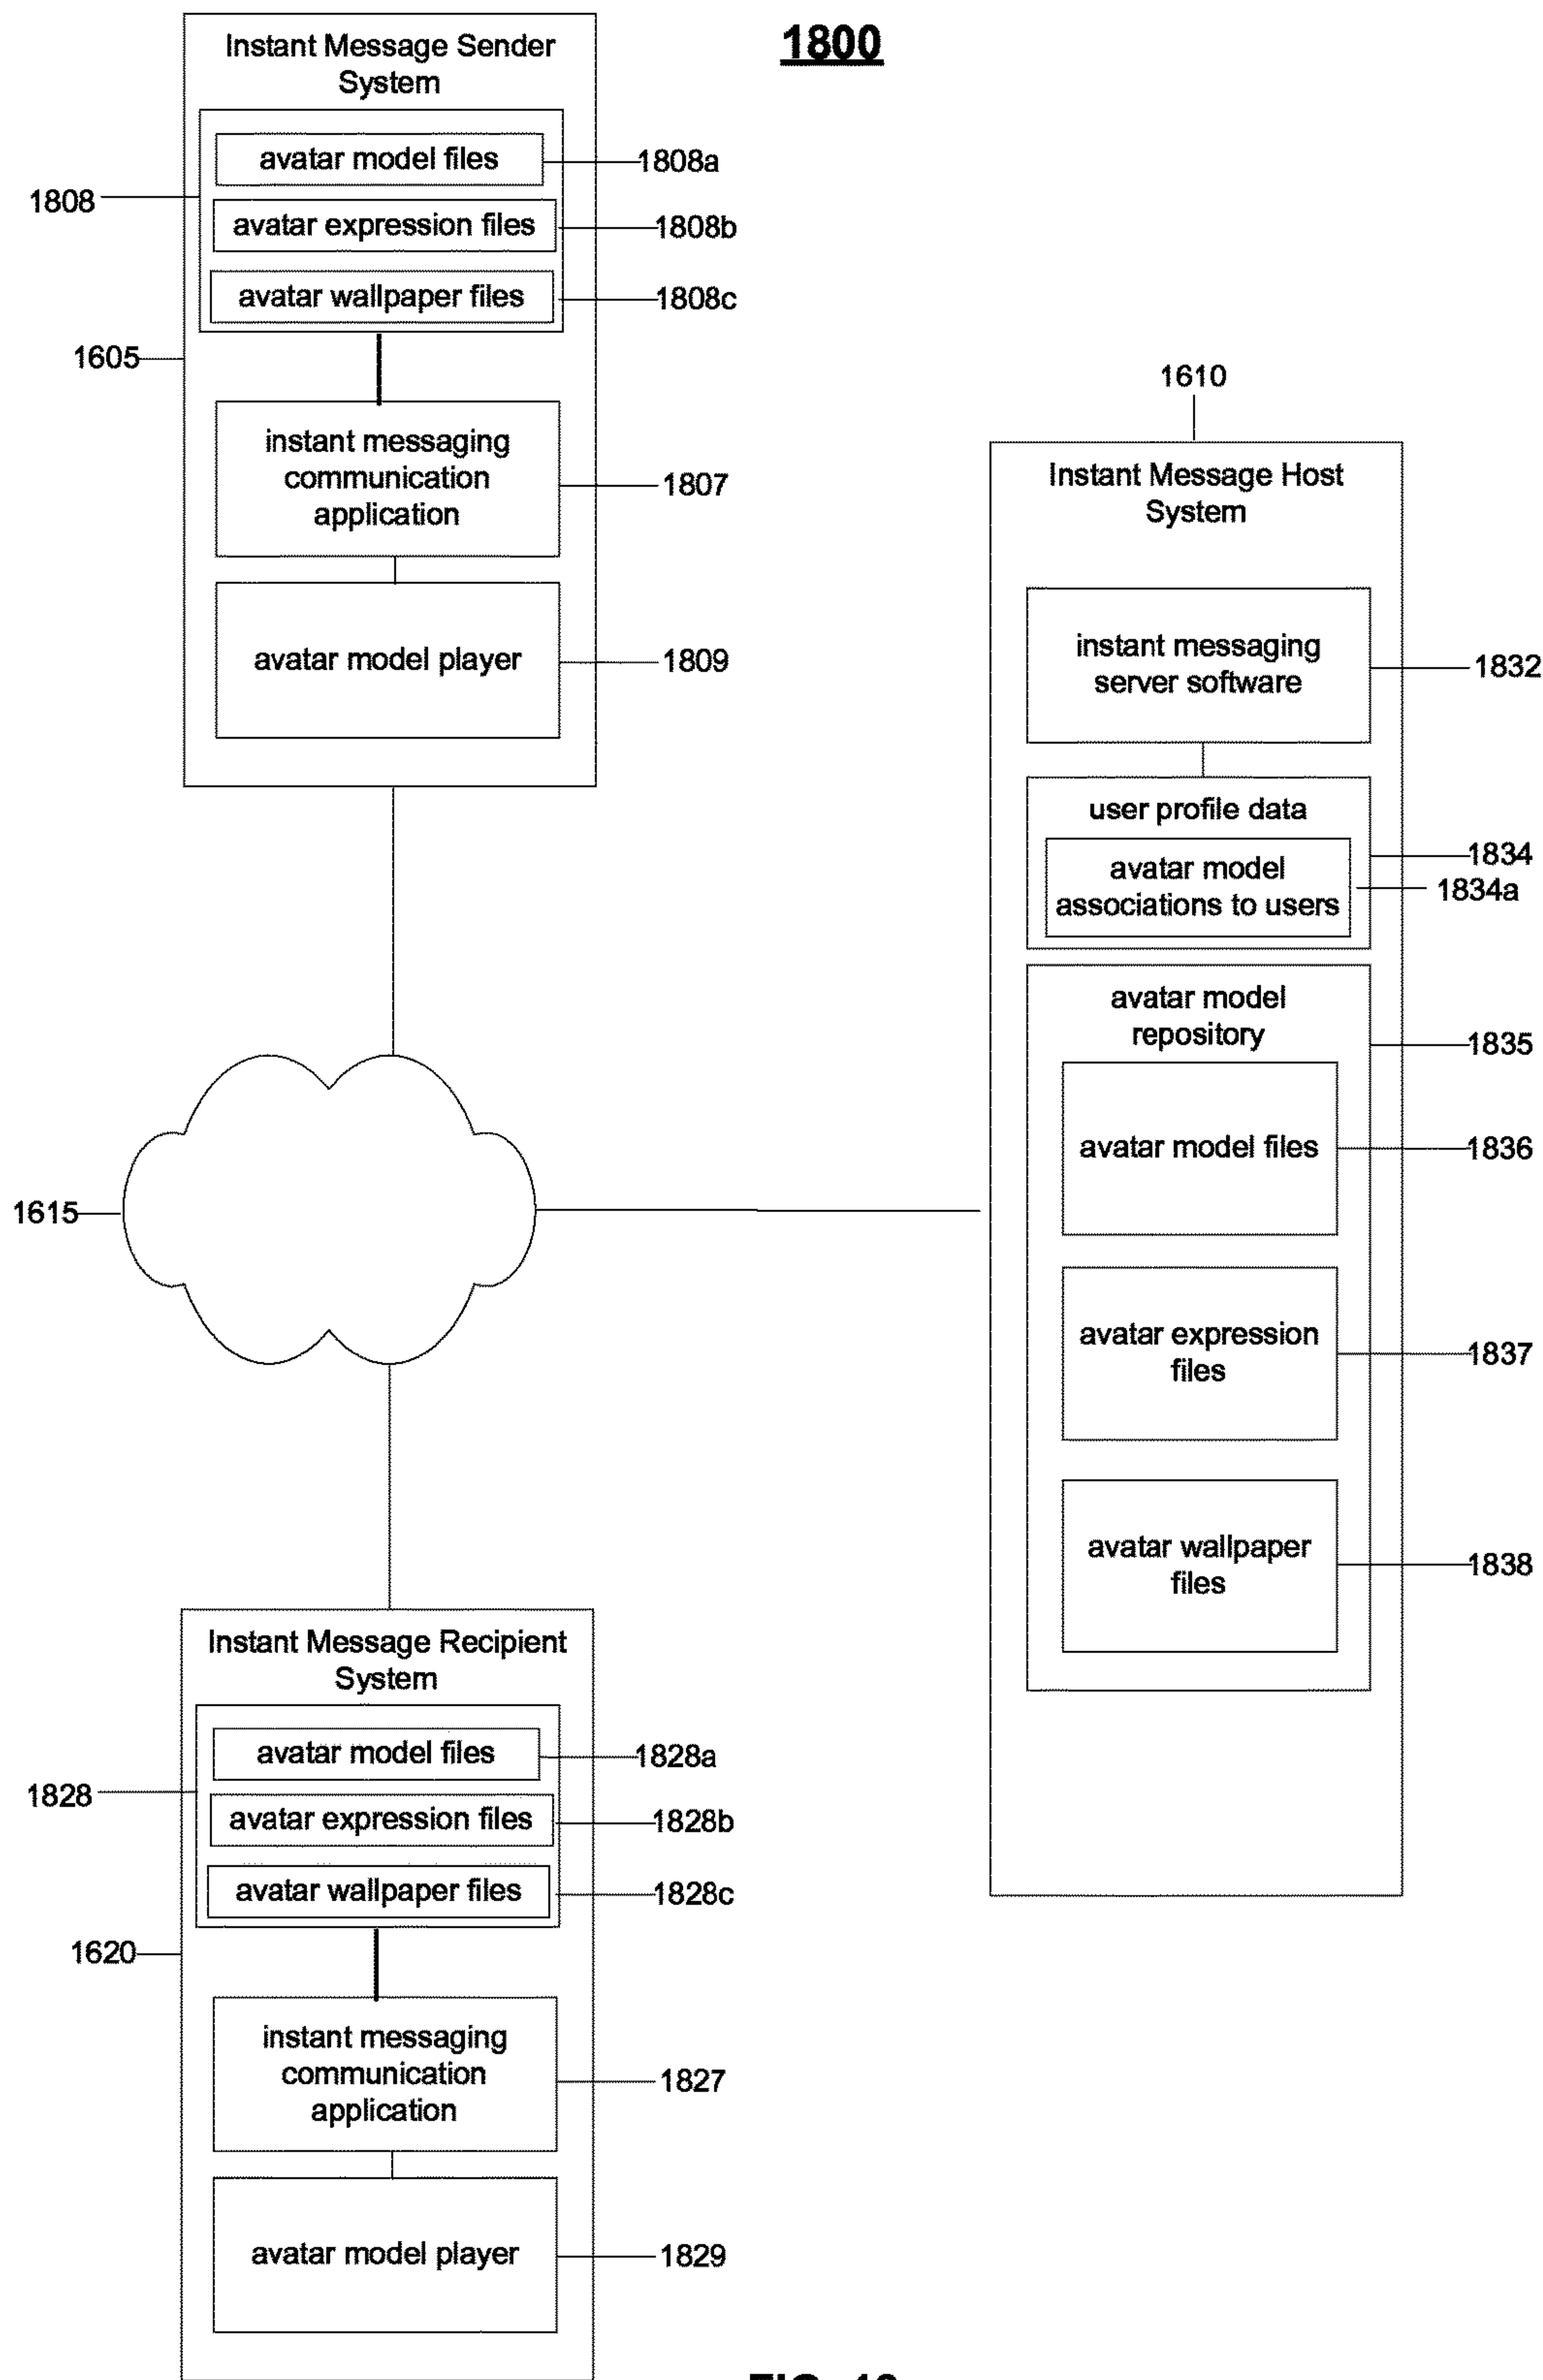 1800
Instant Message Sender
System
avatar model files
1808a
1808
avatar expression files
1808b
avatar wallpaper files
1808c
1605
instant messaging
communication
application
1807
avatar model player
1809
1610
Instant Message Host
System
instant messaging
server software
1832
user profile data
1834
avatar model
associations to users
1834a
avatar model
repository
1835
avatar model files
1836
avatar expression
files
1837
avatar wallpaper
files
1838
1615
Instant Message Recipient
System
avatar model files
1828a
1828
avatar expression files
1828b
avatar wallpaper files
1828c
1620
instant messaging
communication
application
1827
avatar model player
1829